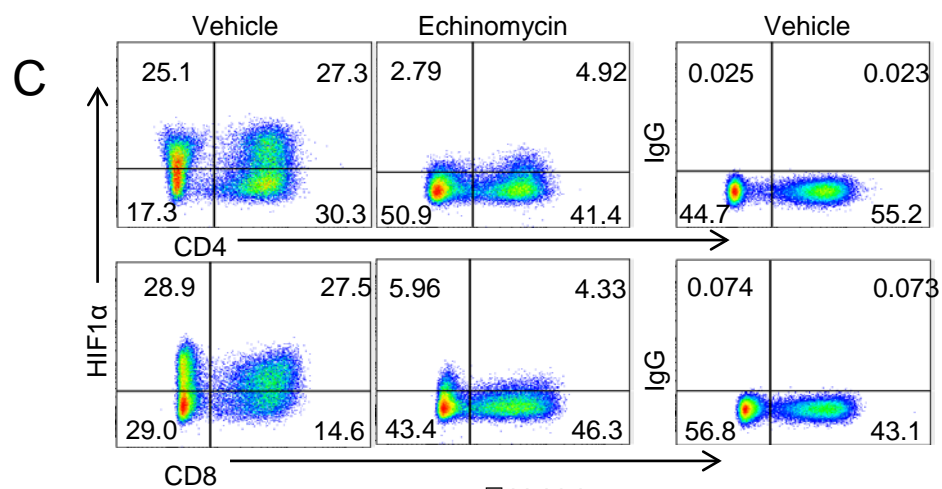 C
Vehicle
Echinomycin
Vehicle
25.1 27.3
2.79 4.92
0.025 0.023
IgG
17.3 30.3
50.9 41.4
44.7 55.2
CD4
HIF1α
28.9 27.5
5.96 4.33
0.074 0.073
IgG
29.0 14.6
43.4 46.3
56.8 43.1
CD8